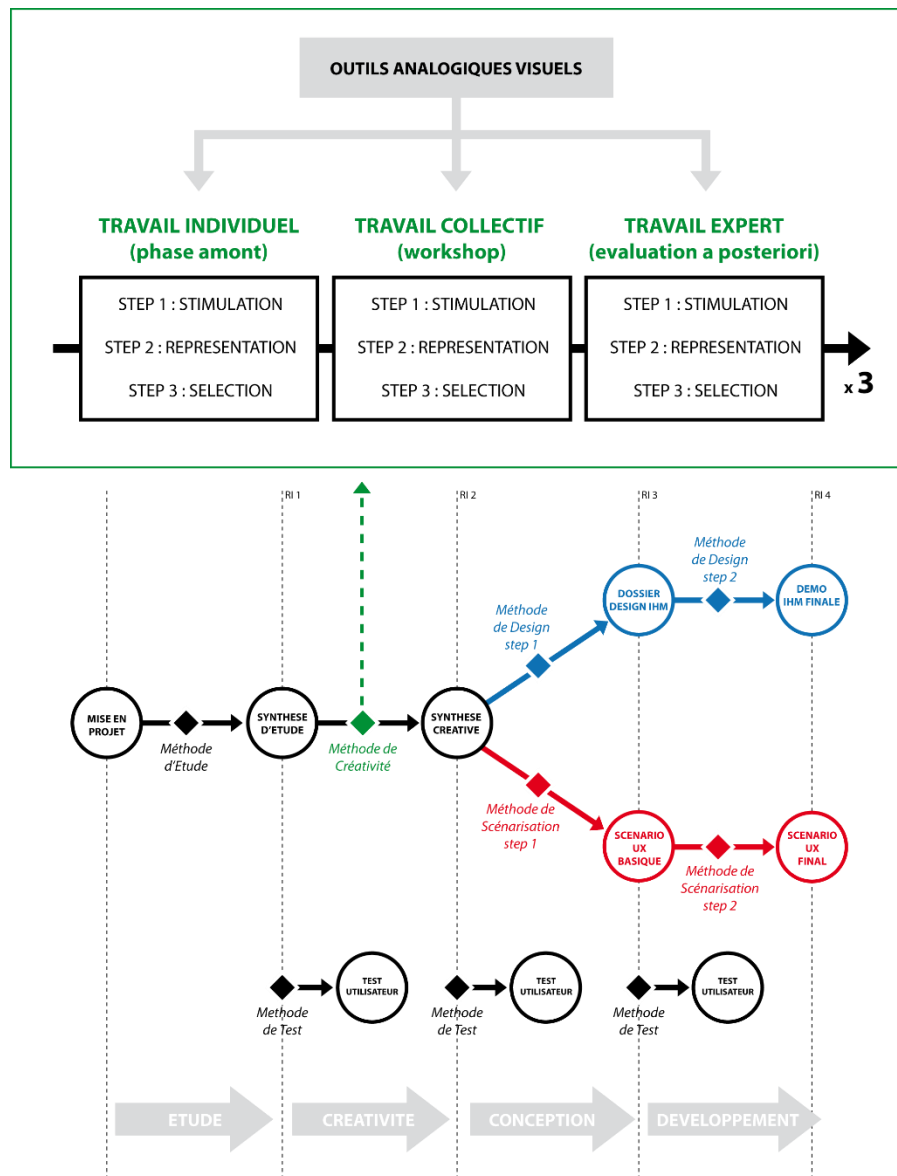 OUTILS ANALOGIQUES VISUELS
TRAVAIL INDIVIDUEL
(phase amont)
STEP 1 : STIMULATION
STEP 2 : REPRESENTATION
STEP 3 : SELECTION
TRAVAIL COLLECTIF
(workshop)
STEP 1 : STIMULATION
STEP 2 : REPRESENTATION
STEP 3 : SELECTION
TRAVAIL EXPERT
(evaluation a posteriori)
STEP 1 : STIMULATION
STEP 2 : REPRESENTATION
STEP 3 : SELECTION
x 3
RI 1
RI 2
RI 3
RI 4
Méthode
de Design
step 1
DOSSIER
DESIGN IHM
Méthode
de Design
step 2
DEMO
IHM FINALE
MISE EN
PROJET
Méthode
d'Etude
SYNTHESE
D'ETUDE
Méthode de
Créativité
SYNTHESE
CREATIVE
Méthode de
Scénarisation
step 1
SCENARIO
UX
BASIQUE
Méthode de
Scénarisation
step 2
SCENARIO
UX
FINAL
Methode
de Test
TEST
UTILISATEUR
Methode
de Test
TEST
UTILISATEUR
Methode
de Test
TEST
UTILISATEUR
ETUDE
CREATIVITE
CONCEPTION
DEVELOPPEMENT